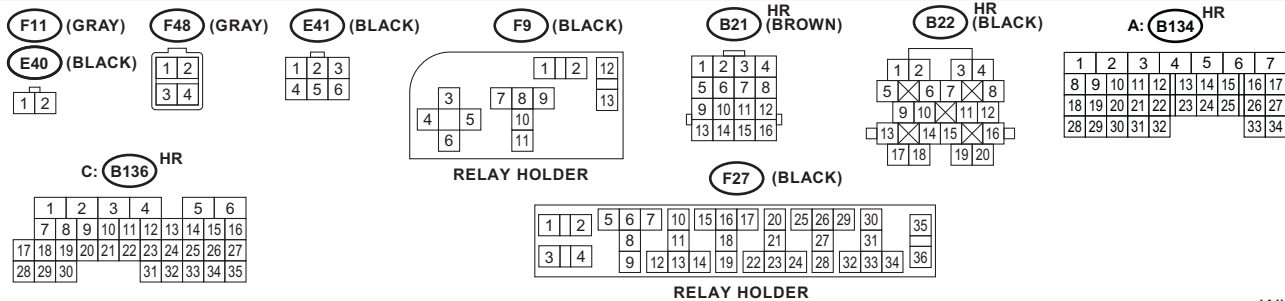 F11 (GRAY)
E40 (BLACK)
1 2
F48 (GRAY)
1 2
3 4
E41 (BLACK)
1 2 3
4 5 6
F9 (BLACK)
1 2 12
3 7 8 9 13
4 5 10
6 11
RELAY HOLDER
B21 HR (BROWN)
1 2 3 4
5 6 7 8
9 10 11 12
13 14 15 16
B22 HR (BLACK)
1 2 3 4
5 6 7 8
9 10 11 12
13 14 15 16
17 18 19 20
A: B134 HR
1 2 3 4 5 6 7
8 9 10 11 12 13 14 15 16 17
18 19 20 21 22 23 24 25 26 27
28 29 30 31 32 33 34
C: B136 HR
1 2 3 4 5 6
7 8 9 10 11 12 13 14 15 16
17 18 19 20 21 22 23 24 25 26 27
28 29 30 31 32 33 34 35
F27 (BLACK)
1 2 5 6 7 10 15 16 17 20 25 26 29 30 35
8 11 18 21 27 31
3 4 9 12 13 14 19 22 23 24 28 32 33 34 36
RELAY HOLDER